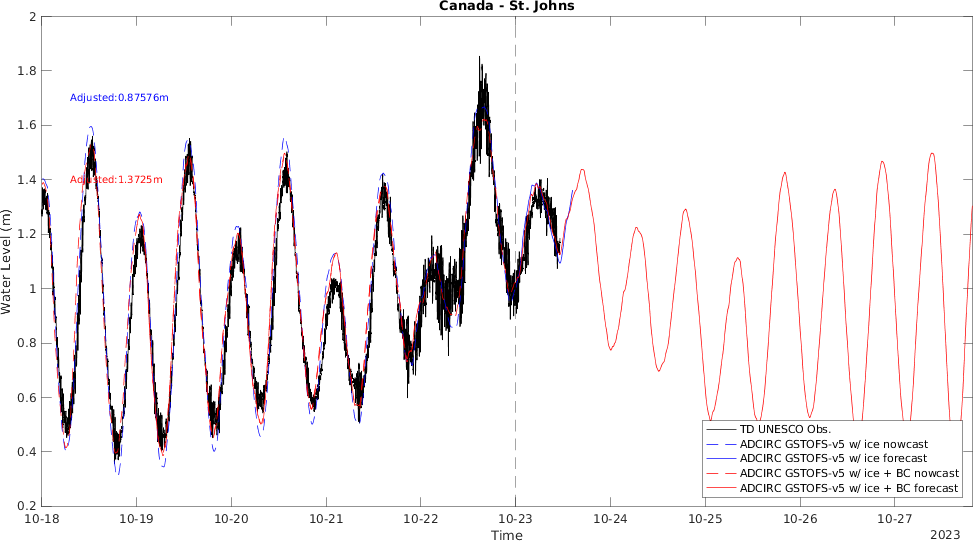 Canada - St. Johns
2
1.8
Adjusted:0.87576m
1.6
1.4
Adjusted:1.3725m
1.2
Water Level (m)
1
0.8
0.6
TD UNESCO Obs.
ADCIRC GSTOFS-v5 w/ ice nowcast
0.4
ADCIRC GSTOFS-v5 w/ ice forecast
ADCIRC GSTOFS-v5 w/ ice + BC nowcast
ADCIRC GSTOFS-v5 w/ ice + BC forecast
0.2
10-18 10-19 10-20 10-21 10-22 10-23 10-24 10-25 10-26 10-27
Time
2023